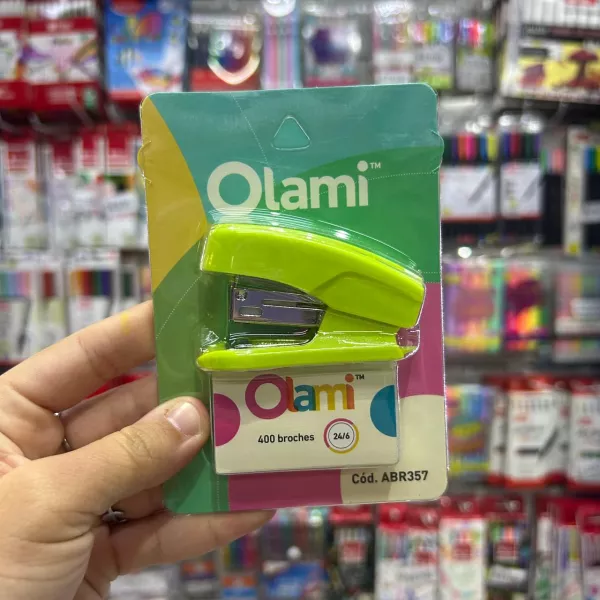 Olami™
Olami™
400 broches 24/6
Cód. ABR357